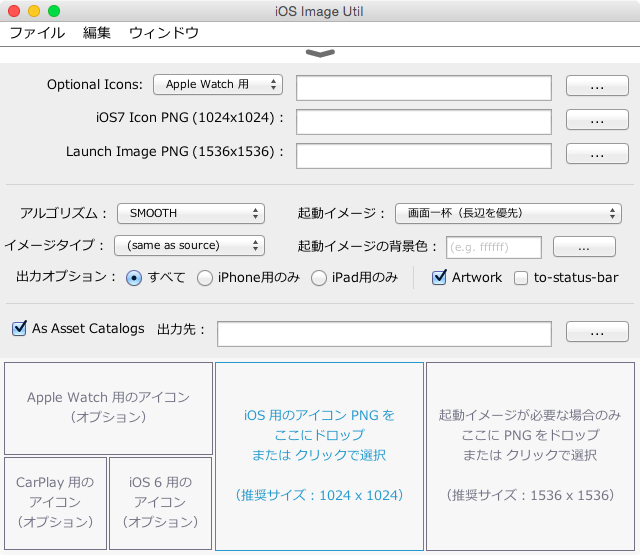 iOS Image Util
ファイル 編集 ウィンドウ
Optional Icons: Apple Watch 用 ...
iOS7 Icon PNG (1024x1024) : ...
Launch Image PNG (1536x1536) : ...
アルゴリズム : SMOOTH 起動イメージ : 画面一杯（長辺を優先）
イメージタイプ : (same as source) 起動イメージの背景色 : (e.g. ffffff) ...
出力オプション : すべて iPhone用のみ iPad用のみ Artwork to-status-bar
As Asset Catalogs 出力先 : ...
Apple Watch 用のアイコン
（オプション）
CarPlay 用の
アイコン
（オプション）
iOS 6 用の
アイコン
（オプション）
iOS 用のアイコン PNG を
ここにドロップ
または クリックで選択
（推奨サイズ : 1024 x 1024）
起動イメージが必要な場合のみ
ここに PNG をドロップ
または クリックで選択
（推奨サイズ : 1536 x 1536）